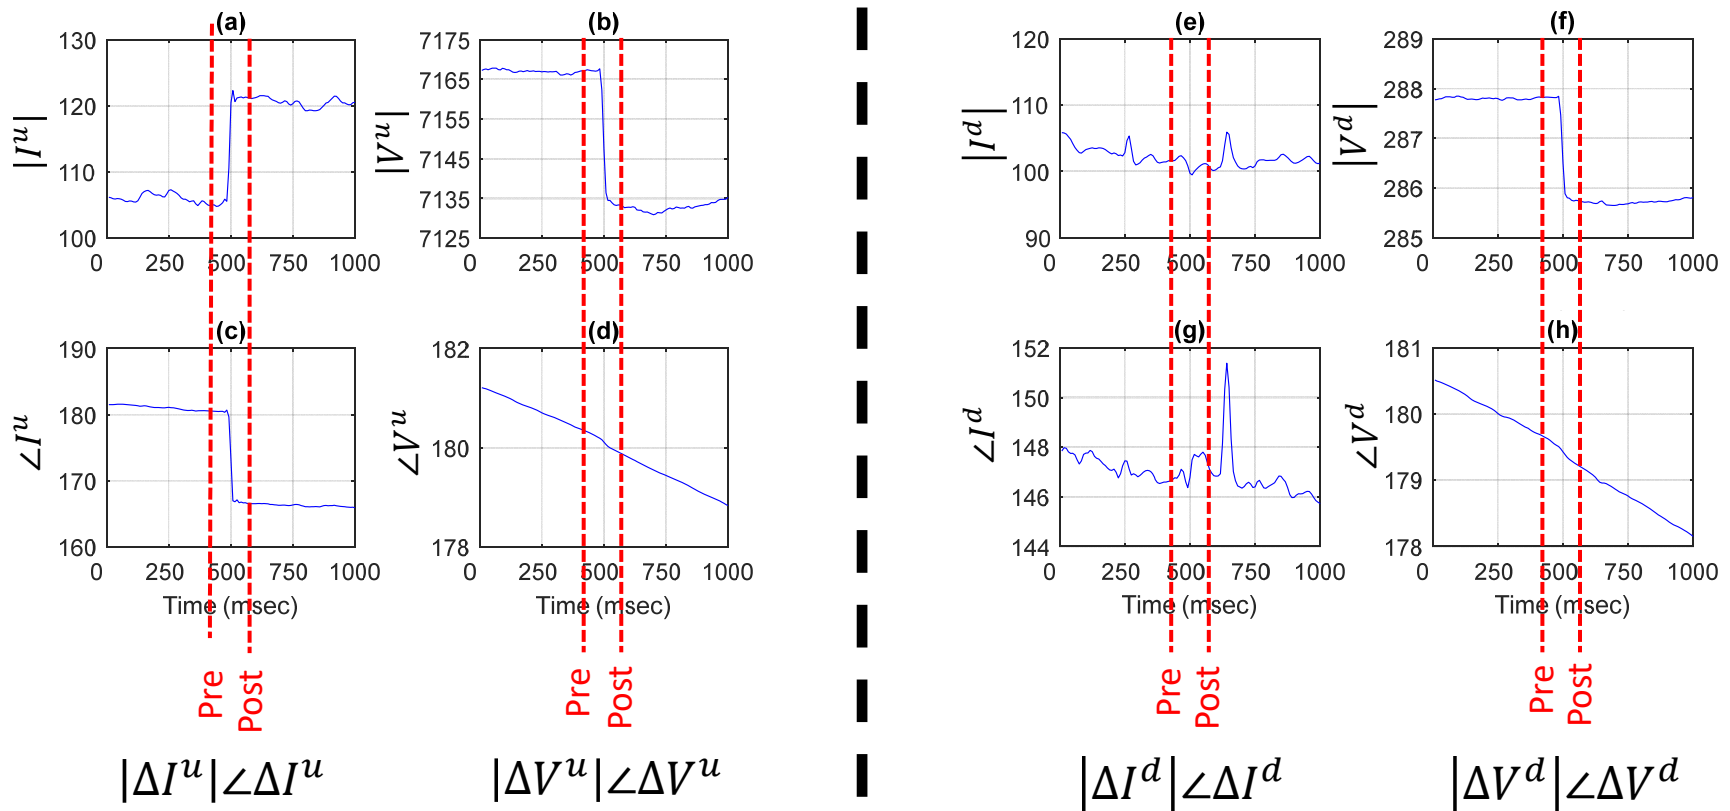 (a)
130
120
110
100
|I^u|
0 250 500 750 1000
(b)
7175
7165
7155
7145
7135
7125
|V^u|
0 250 500 750 1000
(c)
190
180
170
160
∠I^u
0 250 500 750 1000
Time (msec)
(d)
182
180
178
∠V^u
0 250 500 750 1000
Time (msec)
Pre
Post
Pre
Post
|ΔI^u|∠ΔI^u
|ΔV^u|∠ΔV^u
(e)
120
110
100
90
|I^d|
0 250 500 750 1000
(f)
289
288
287
286
285
|V^d|
0 250 500 750 1000
(g)
152
150
148
146
144
∠I^d
0 250 500 750 1000
Time (msec)
(h)
181
180
179
178
∠V^d
0 250 500 750 1000
Time (msec)
Pre
Post
Pre
Post
|ΔI^d|∠ΔI^d
|ΔV^d|∠ΔV^d